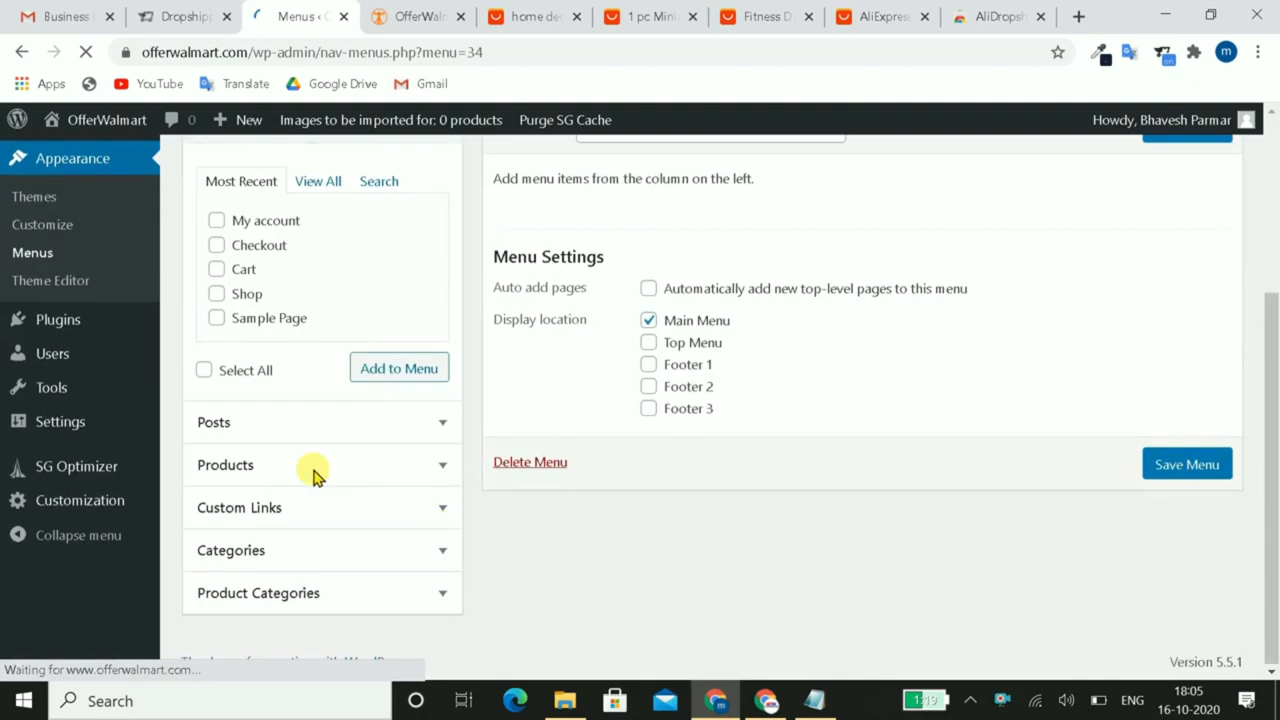 Business
Dropship
Menus ‹
OfferWal
home de
1 pc Mini
Fitness D
AliExpres
AliDrops
offerwalmart.com/wp-admin/nav-menus.php?menu=34
m
on
Apps
YouTube
Translate
Google Drive
Gmail
OfferWalmart
0
New
Images to be imported for: 0 products
Purge SG Cache
Howdy, Bhavesh Parmar
Appearance
Themes
Customize
Menus
Theme Editor
Plugins
Users
Tools
Settings
SG Optimizer
Customization
Collapse menu
Most Recent
View All
Search
My account
Checkout
Cart
Shop
Sample Page
Select All
Add to Menu
Posts
Products
Custom Links
Categories
Product Categories
Add menu items from the column on the left.
Menu Settings
Auto add pages
Automatically add new top-level pages to this menu
Display location
Main Menu
Top Menu
Footer 1
Footer 2
Footer 3
Delete Menu
Save Menu
Version 5.5.1
Waiting for www.offerwalmart.com...
Search
1:19
ENG
18:05
16-10-2020